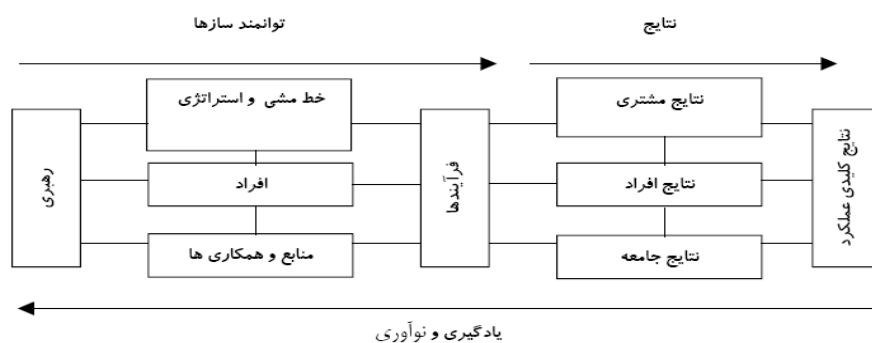 توانمند سازها
نتایج
خط مشی و استراتژی
نتایج مشتری
رهبری
افراد
فرآیندها
نتایج افراد
نتایج کلیدی عملکرد
منابع و همکاری ها
نتایج جامعه
یادگیری و نوآوری